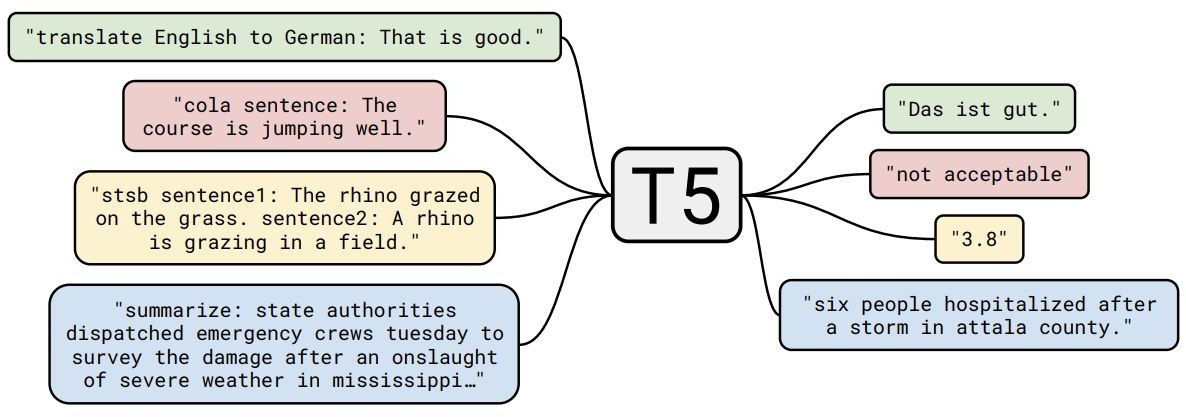 "translate English to German: That is good."
"cola sentence: The
course is jumping well."
"stsb sentence1: The rhino grazed
on the grass. sentence2: A rhino
is grazing in a field."
"summarize: state authorities
dispatched emergency crews tuesday to
survey the damage after an onslaught
of severe weather in mississippi…"
T5
"Das ist gut."
"not acceptable"
"3.8"
"six people hospitalized after
a storm in attala county."